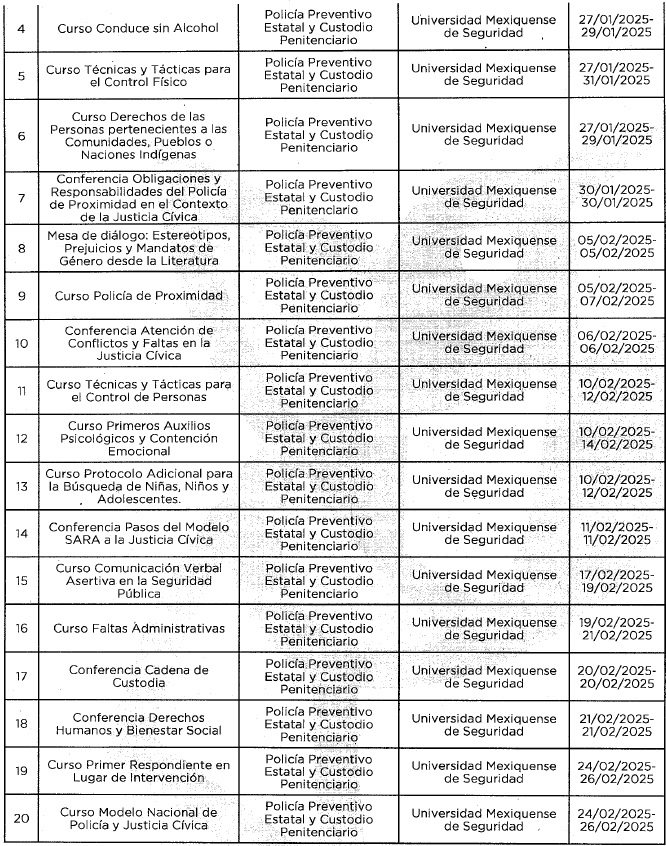 4 Curso Conduce sin Alcohol Policía Preventivo Estatal y Custodio Penitenciario Universidad Mexiquense de Seguridad 27/01/2025-29/01/2025
5 Curso Técnicas y Tácticas para el Control Físico Policía Preventivo Estatal y Custodio Penitenciario Universidad Mexiquense de Seguridad 27/01/2025-31/01/2025
6 Curso Derechos de las Personas pertenecientes a las Comunidades, Pueblos o Naciones Indígenas Policía Preventivo Estatal y Custodio Penitenciario Universidad Mexiquense de Seguridad 27/01/2025-29/01/2025
7 Conferencia Obligaciones y Responsabilidades del Policía de Proximidad en el Contexto de la Justicia Cívica Policía Preventivo Estatal y Custodio Penitenciario Universidad Mexiquense de Seguridad 30/01/2025-30/01/2025
8 Mesa de diálogo: Estereotipos, Prejuicios y Mandatos de Género desde la Literatura Policía Preventivo Estatal y Custodio Penitenciario Universidad Mexiquense de Seguridad 05/02/2025-05/02/2025
9 Curso Policía de Proximidad Policía Preventivo Estatal y Custodio Penitenciario Universidad Mexiquense de Seguridad 05/02/2025-07/02/2025
10 Conferencia Atención de Conflictos y Faltas en la Justicia Cívica Policía Preventivo Estatal y Custodio Penitenciario Universidad Mexiquense de Seguridad 06/02/2025-06/02/2025
11 Curso Técnicas y Tácticas para el Control de Personas Policía Preventivo Estatal y Custodio Penitenciario Universidad Mexiquense de Seguridad 10/02/2025-12/02/2025
12 Curso Primeros Auxilios Psicológicos y Contención Emocional Policía Preventivo Estatal y Custodio Penitenciario Universidad Mexiquense de Seguridad 10/02/2025-14/02/2025
13 Curso Protocolo Adicional para la Búsqueda de Niñas, Niños y Adolescentes. Policía Preventivo Estatal y Custodio Penitenciario Universidad Mexiquense de Seguridad 10/02/2025-12/02/2025
14 Conferencia Pasos del Modelo SARA a la Justicia Cívica Policía Preventivo Estatal y Custodio Penitenciario Universidad Mexiquense de Seguridad 11/02/2025-11/02/2025
15 Curso Comunicación Verbal Asertiva en la Seguridad Pública Policía Preventivo Estatal y Custodio Penitenciario Universidad Mexiquense de Seguridad 17/02/2025-19/02/2025
16 Curso Faltas Administrativas Policía Preventivo Estatal y Custodio Penitenciario Universidad Mexiquense de Seguridad 19/02/2025-21/02/2025
17 Conferencia Cadena de Custodia Policía Preventivo Estatal y Custodio Penitenciario Universidad Mexiquense de Seguridad 20/02/2025-20/02/2025
18 Conferencia Derechos Humanos y Bienestar Social Policía Preventivo Estatal y Custodio Penitenciario Universidad Mexiquense de Seguridad 21/02/2025-21/02/2025
19 Curso Primer Respondiente en Lugar de Intervención Policía Preventivo Estatal y Custodio Penitenciario Universidad Mexiquense de Seguridad 24/02/2025-26/02/2025
20 Curso Modelo Nacional de Policía y Justicia Cívica Policía Preventivo Estatal y Custodio Penitenciario Universidad Mexiquense de Seguridad 24/02/2025-26/02/2025